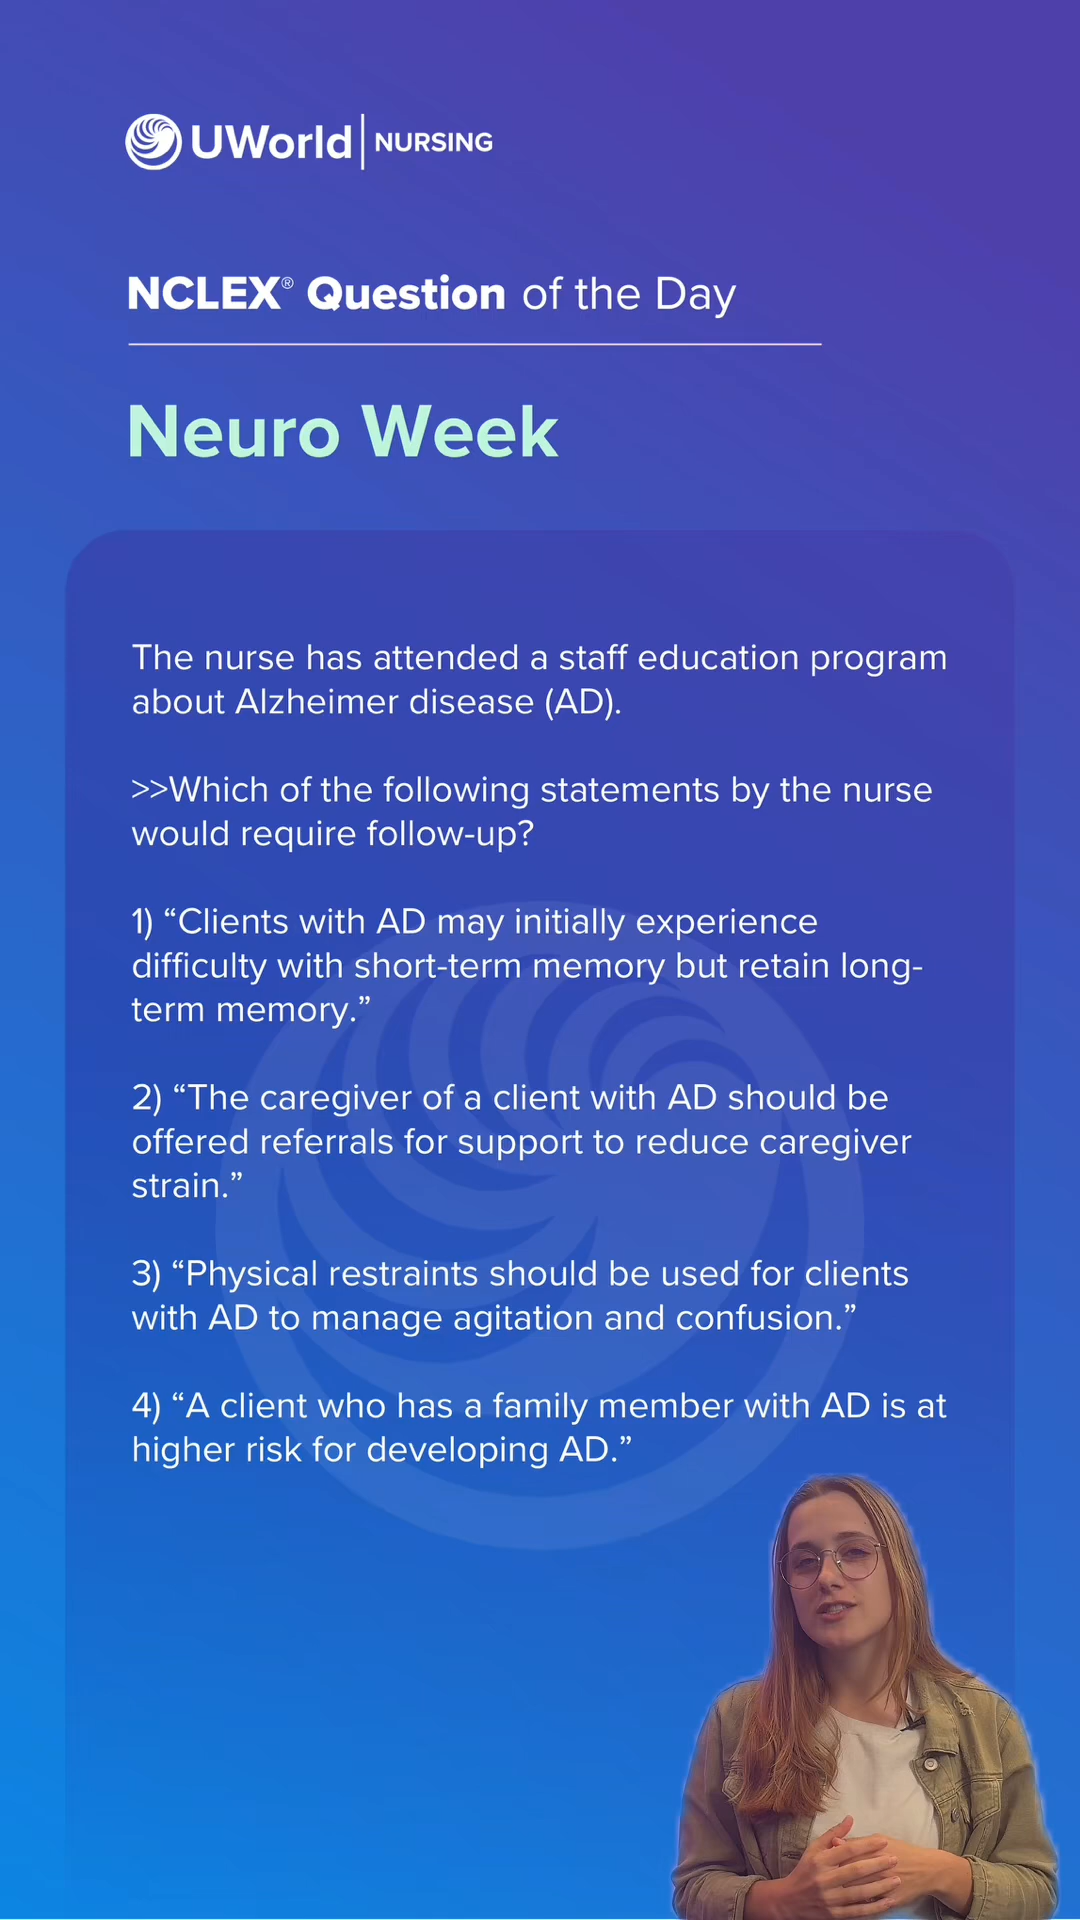 UWorld | NURSING
NCLEX® Question of the Day
Neuro Week
The nurse has attended a staff education program
about Alzheimer disease (AD).
>>Which of the following statements by the nurse
would require follow-up?
1) “Clients with AD may initially experience
difficulty with short-term memory but retain long-
term memory.”
2) “The caregiver of a client with AD should be
offered referrals for support to reduce caregiver
strain.”
3) “Physical restraints should be used for clients
with AD to manage agitation and confusion.”
4) “A client who has a family member with AD is at
higher risk for developing AD.”